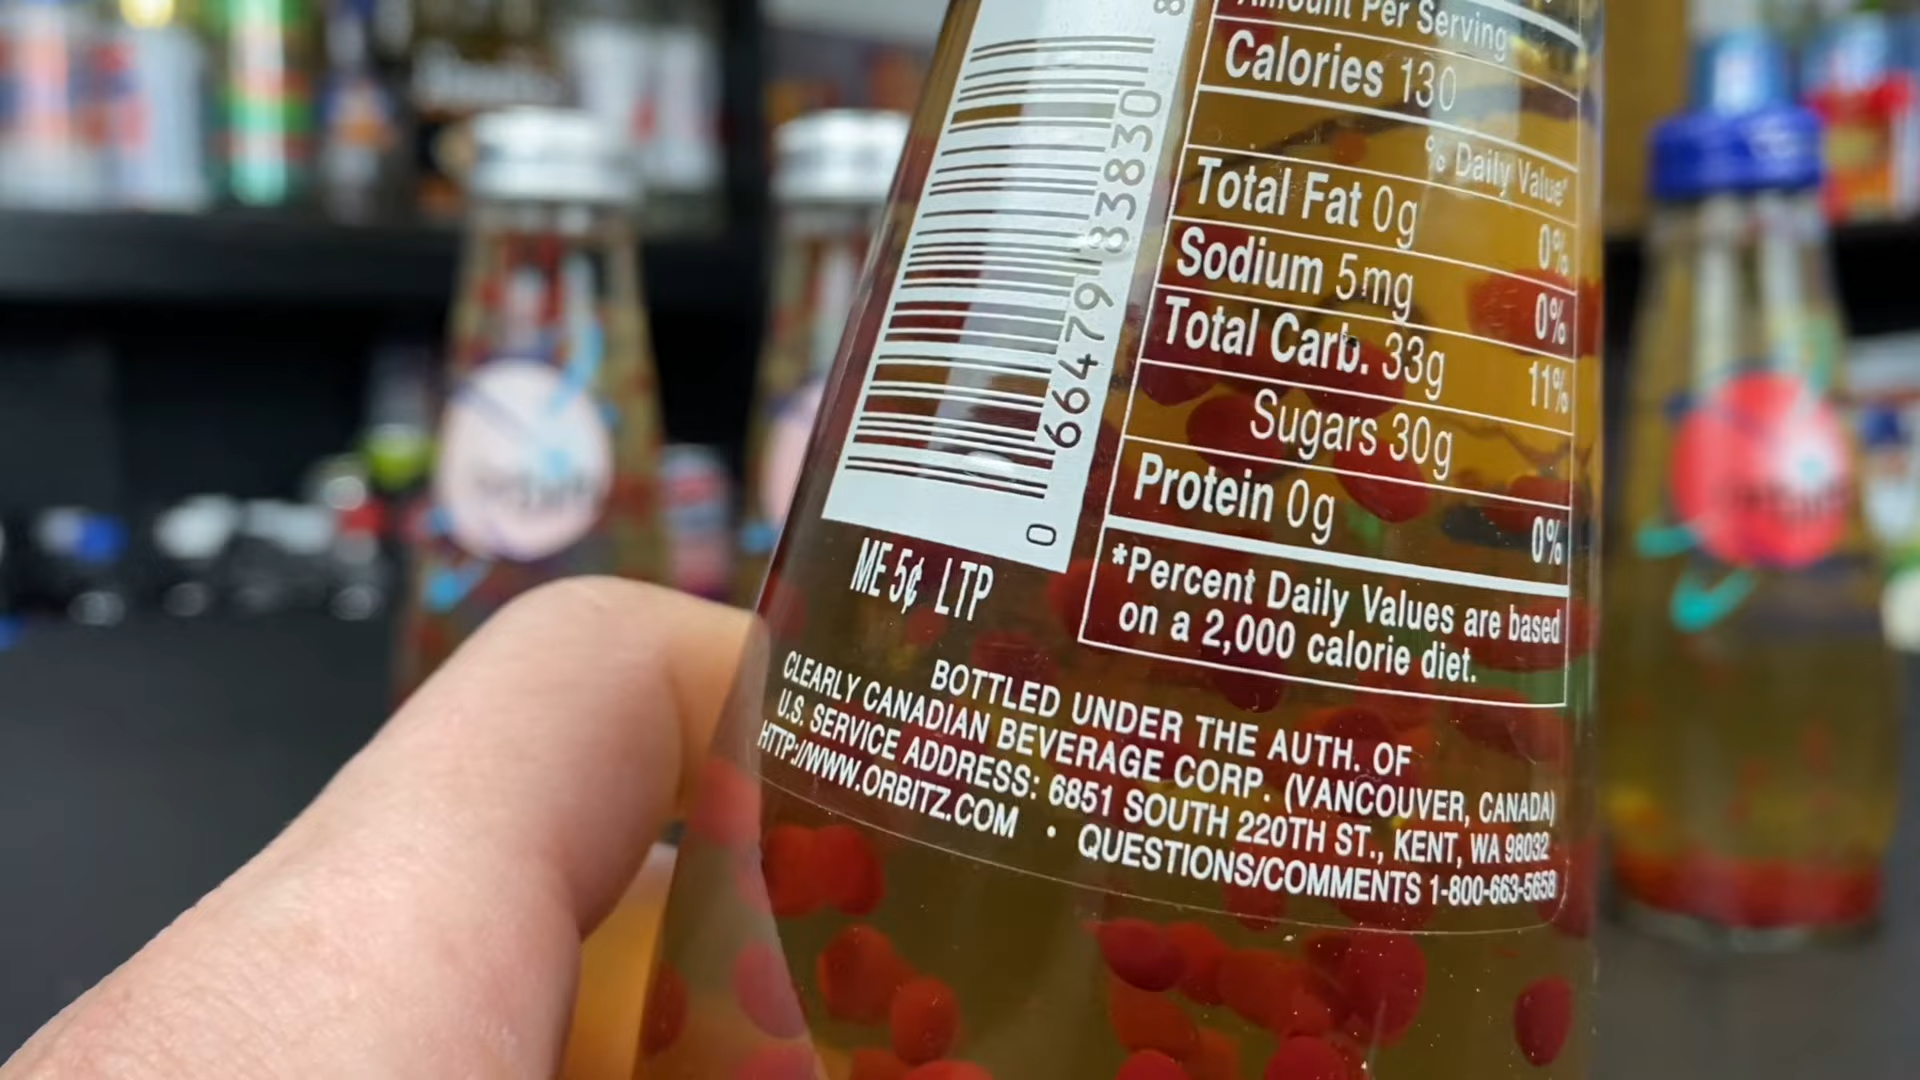 Amount Per Serving
Calories 130
% Daily Value*
Total Fat 0g 0%
Sodium 5mg 0%
Total Carb. 33g 11%
Sugars 30g
Protein 0g 0%
*Percent Daily Values are based
on a 2,000 calorie diet.
0 66479 83830 8
ME 5¢ LTP
BOTTLED UNDER THE AUTH. OF
CLEARLY CANADIAN BEVERAGE CORP. (VANCOUVER, CANADA)
U.S. SERVICE ADDRESS: 6851 SOUTH 220TH ST., KENT, WA 98032
HTTP://WWW.ORBITZ.COM • QUESTIONS/COMMENTS 1-800-663-5658